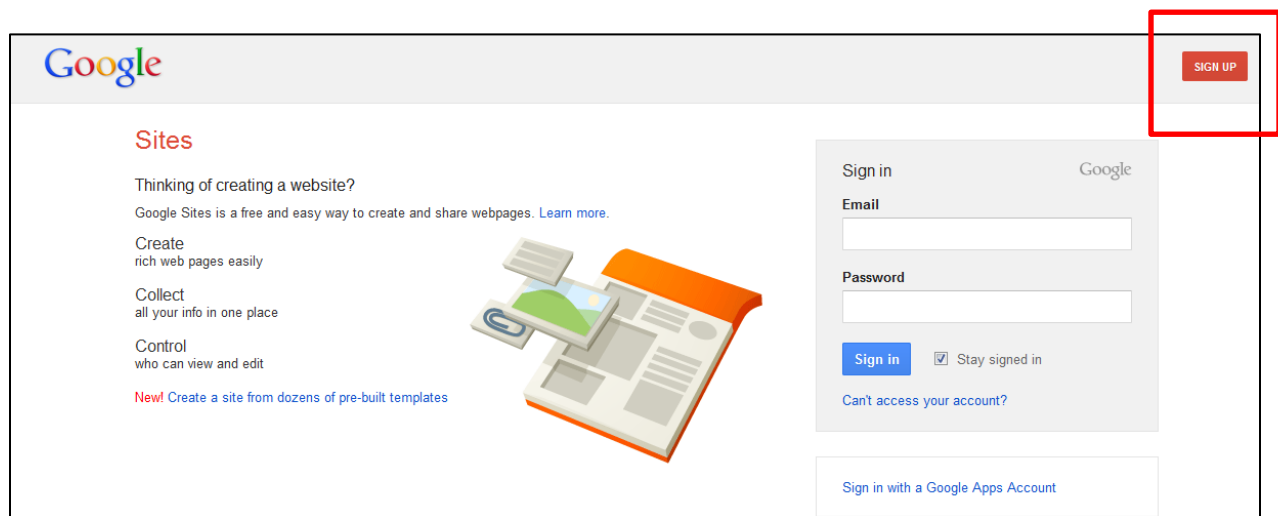 Google
SIGN UP
Sites
Thinking of creating a website?
Google Sites is a free and easy way to create and share webpages. Learn more.
Create
rich web pages easily
Collect
all your info in one place
Control
who can view and edit
New! Create a site from dozens of pre-built templates
Sign in Google
Email
Password
Sign in Stay signed in
Can't access your account?
Sign in with a Google Apps Account